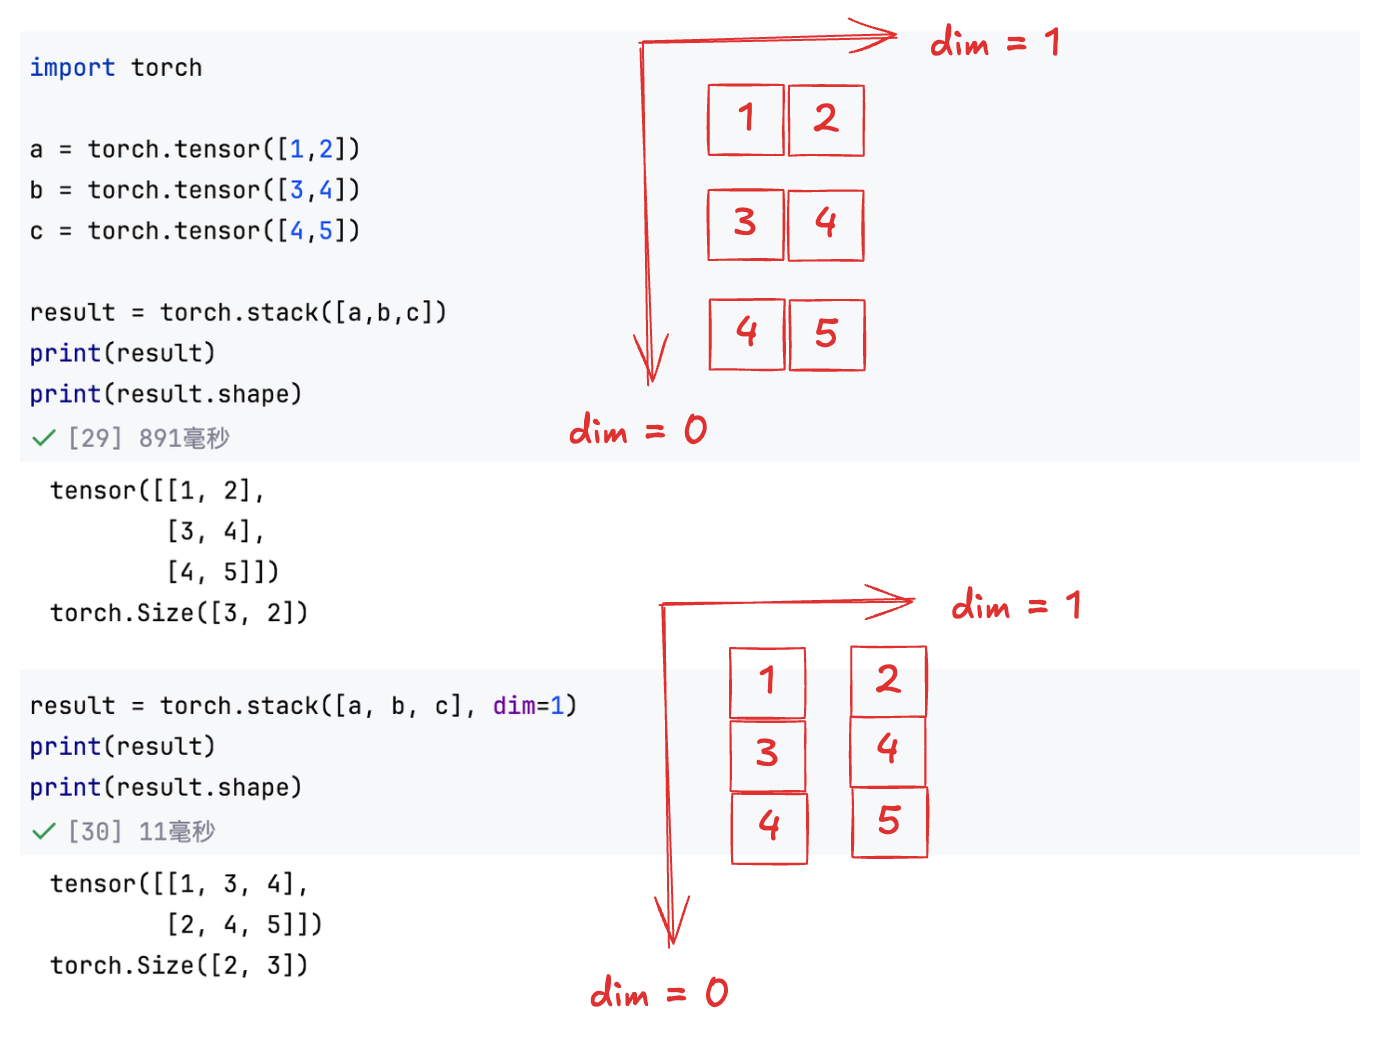 import torch
a = torch.tensor([1,2])
b = torch.tensor([3,4])
c = torch.tensor([4,5])
result = torch.stack([a,b,c])
print(result)
print(result.shape)
[29] 891毫秒
dim = 1
1 2
3 4
4 5
dim = 0
tensor([[1, 2],
[3, 4],
[4, 5]])
torch.Size([3, 2])
result = torch.stack([a, b, c], dim=1)
print(result)
print(result.shape)
[30] 11毫秒
dim = 1
1 2
3 4
4 5
dim = 0
tensor([[1, 3, 4],
[2, 4, 5]])
torch.Size([2, 3])